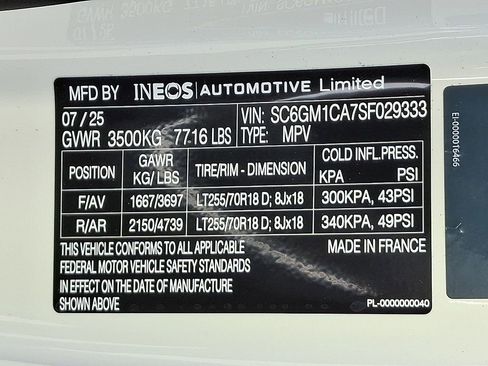 MFD BY INEOS | AUTOMOTIVE Limited
07 / 25 VIN: SC6GM1CA7SF029333
GVWR 3500KG 7716 LBS TYPE: MPV
POSITION GAWR KG/ LBS TIRE/RIM - DIMENSION COLD INFL.PRESS. KPA PSI
F/AV 1667/3697 LT255/70R18 D; 8Jx18 300KPA, 43PSI
R/AR 2150/4739 LT255/70R18 D; 8Jx18 340KPA, 49PSI
THIS VEHICLE CONFORMS TO ALL APPLICABLE MADE IN FRANCE
FEDERAL MOTOR VEHICLE SAFETY STANDARDS
IN EFFECT ON THE DATE OF MANUFACTURE
SHOWN ABOVE PL-0000000040
EI-0000016466